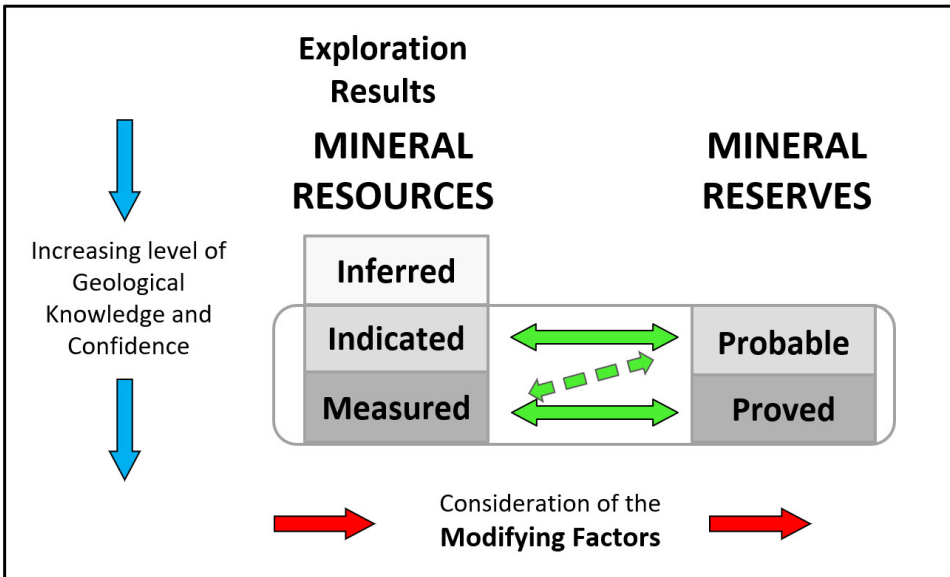 Exploration
Results
MINERAL
RESOURCES
MINERAL
RESERVES
Increasing level of
Geological
Knowledge and
Confidence
Inferred
Indicated
Measured
Probable
Proved
Consideration of the
Modifying Factors